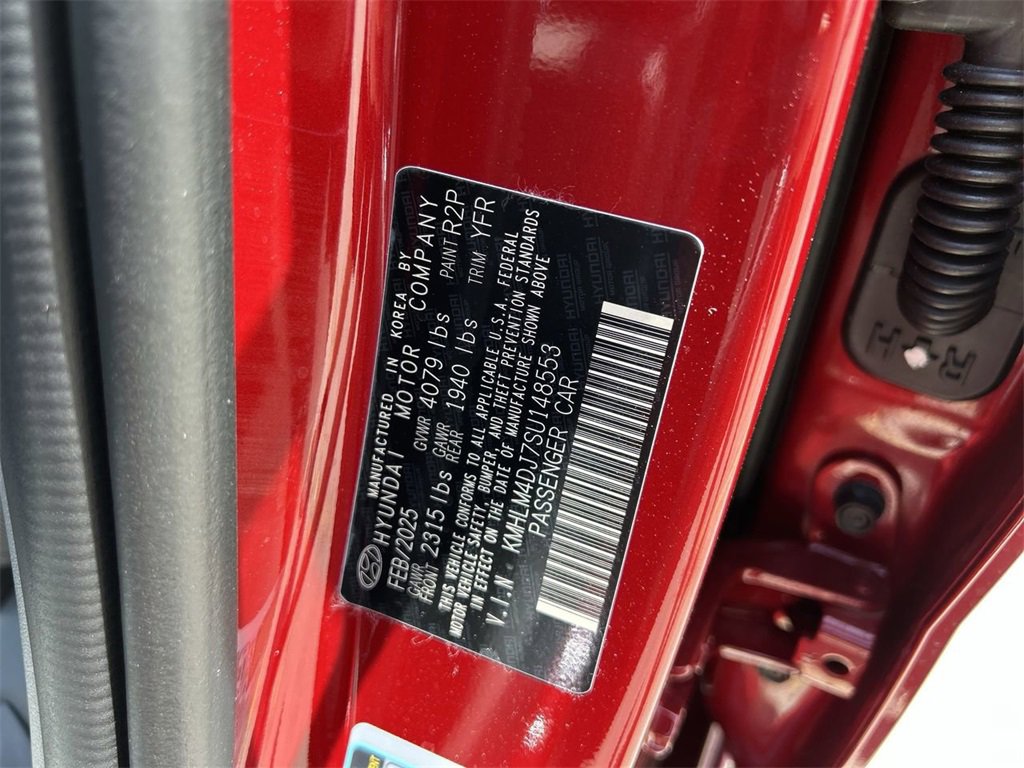 MANUFACTURED IN KOREA BY
HYUNDAI MOTOR COMPANY
FEB/2025 GVWR 4079 lbs PAINT R2P
GAWR FRONT 2315 lbs GAWR REAR 1940 lbs TRIM YFR
THIS VEHICLE CONFORMS TO ALL APPLICABLE U.S.A. FEDERAL
MOTOR VEHICLE SAFETY, BUMPER, AND THEFT PREVENTION STANDARDS
IN EFFECT ON THE DATE OF MANUFACTURE SHOWN ABOVE
V.I.N : KMHLM4DJ7SU148553
PASSENGER CAR